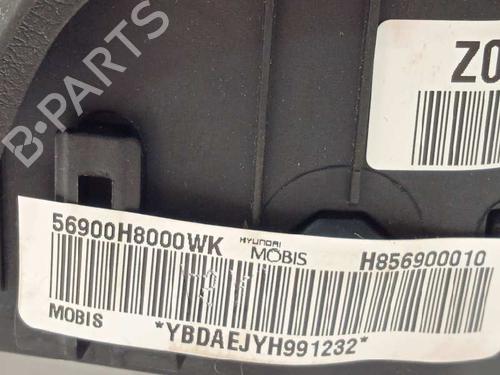 B-PARTS
Z0
56900H8000WK HYUNDAI MOBIS H856900010
MOBIS *YBDAEJYH991232*